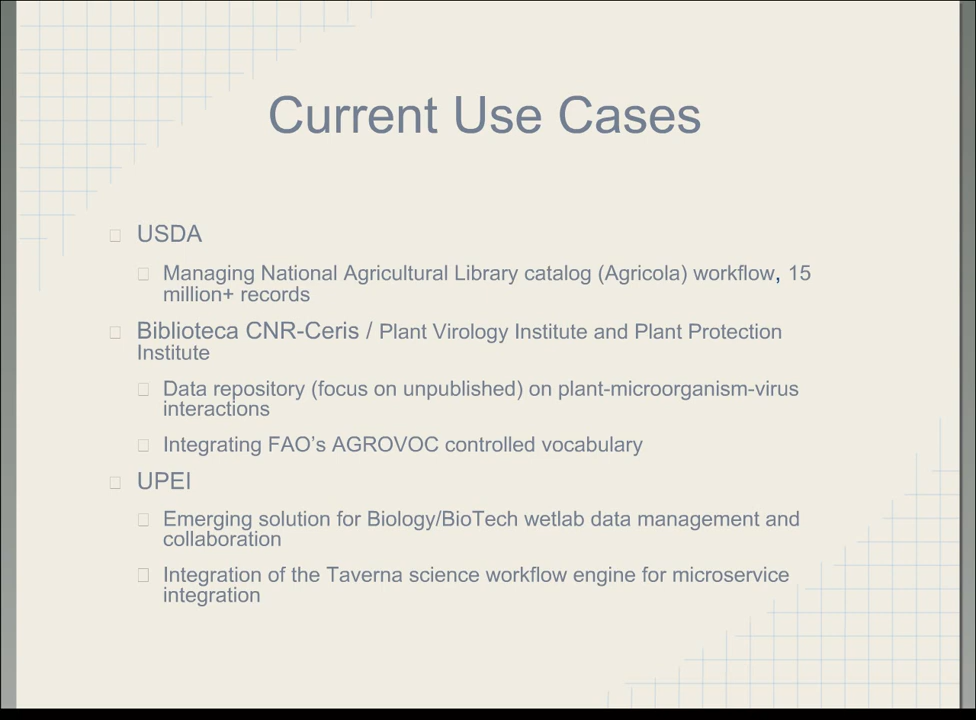 Current Use Cases
USDA
Managing National Agricultural Library catalog (Agricola) workflow, 15
million+ records
Biblioteca CNR-Ceris / Plant Virology Institute and Plant Protection
Institute
Data repository (focus on unpublished) on plant-microorganism-virus
interactions
Integrating FAO’s AGROVOC controlled vocabulary
UPEI
Emerging solution for Biology/BioTech wetlab data management and
collaboration
Integration of the Taverna science workflow engine for microservice
integration